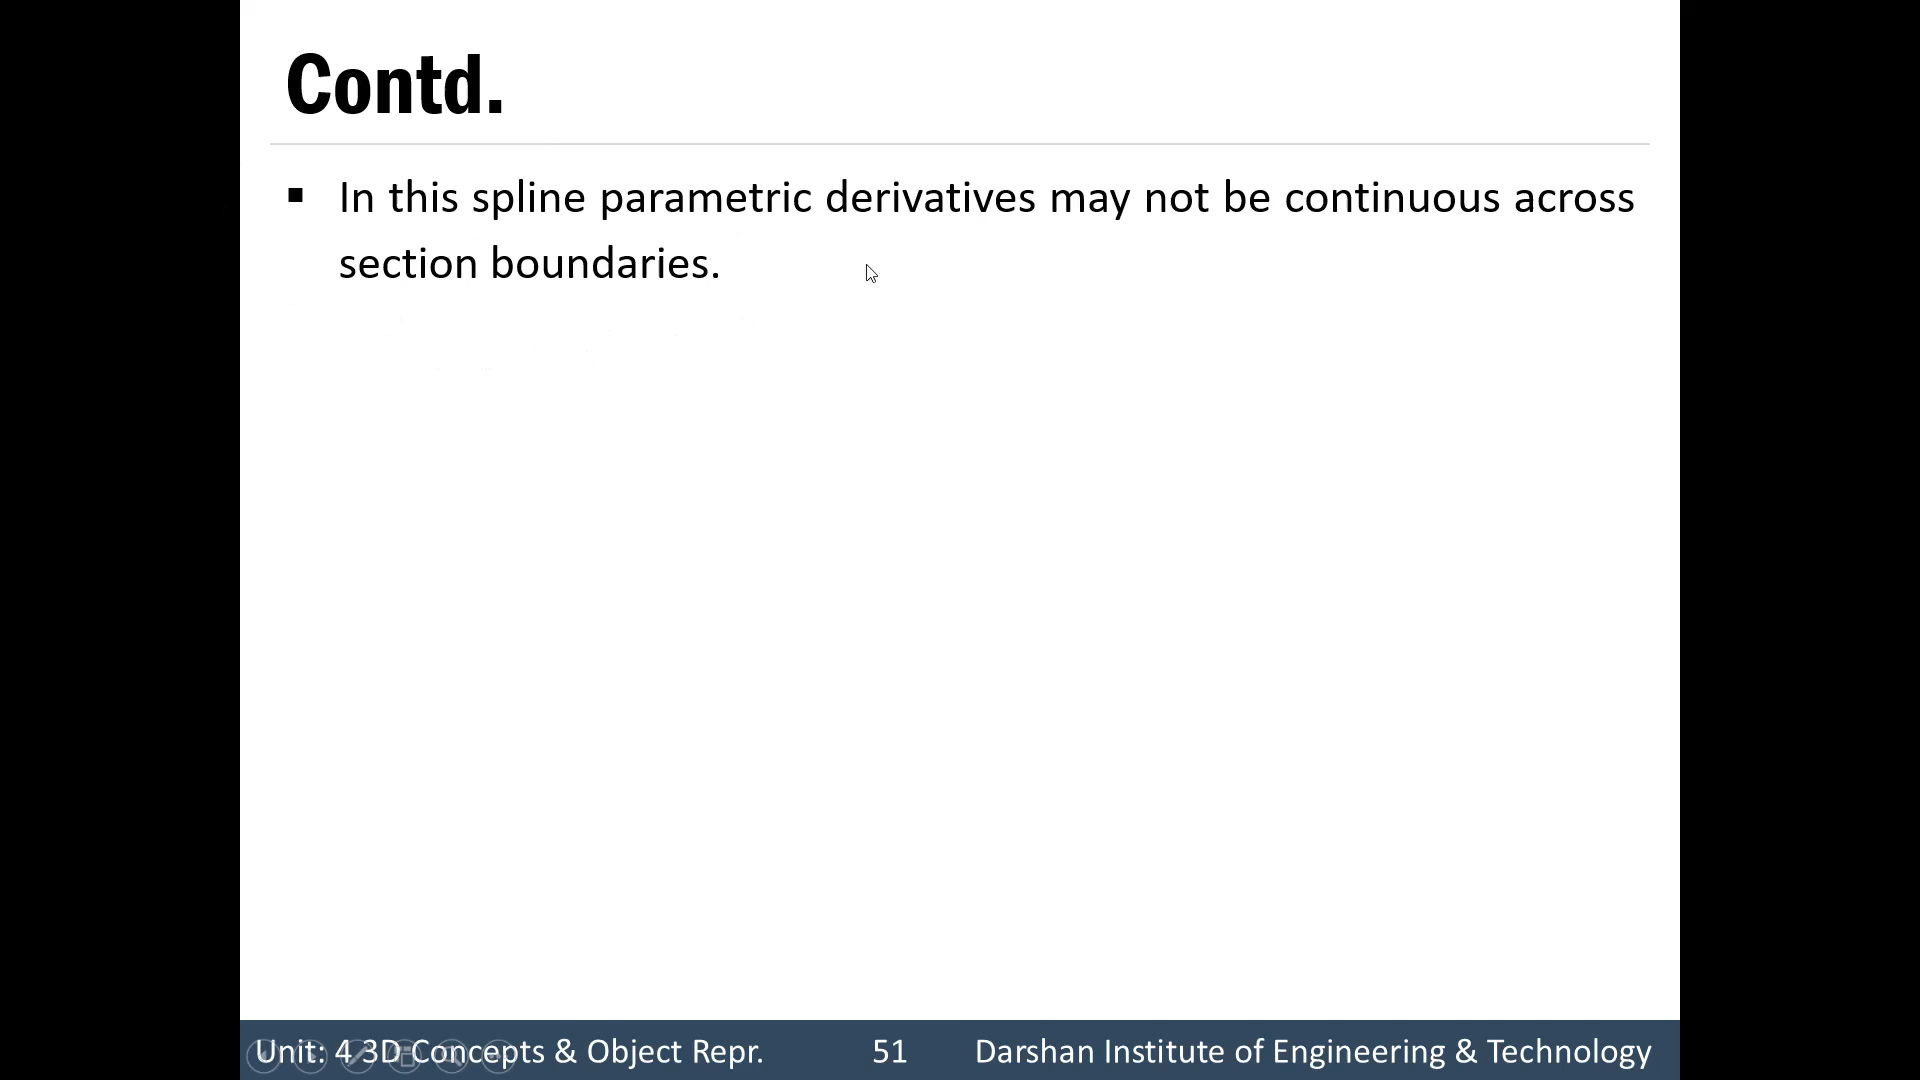 Contd.
▪ In this spline parametric derivatives may not be continuous across
section boundaries.
Unit: 4 3D Concepts & Object Repr. 51 Darshan Institute of Engineering & Technology